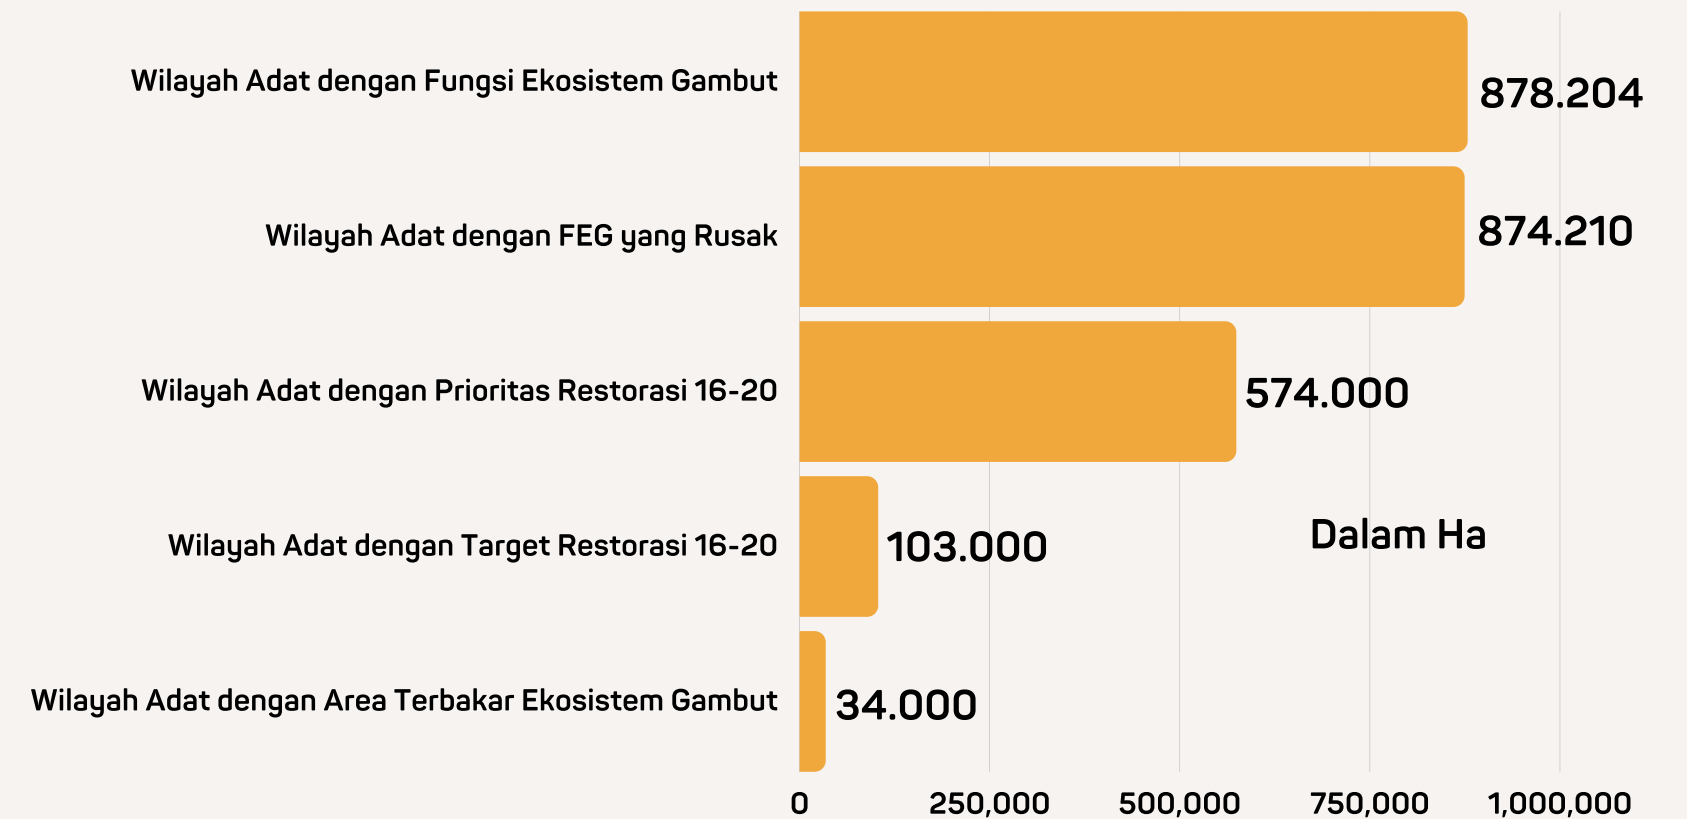 Wilayah Adat dengan Fungsi Ekosistem Gambut
878.204
Wilayah Adat dengan FEG yang Rusak
874.210
Wilayah Adat dengan Prioritas Restorasi 16-20
574.000
Wilayah Adat dengan Target Restorasi 16-20
103.000
Dalam Ha
Wilayah Adat dengan Area Terbakar Ekosistem Gambut
34.000
0 250,000 500,000 750,000 1,000,000